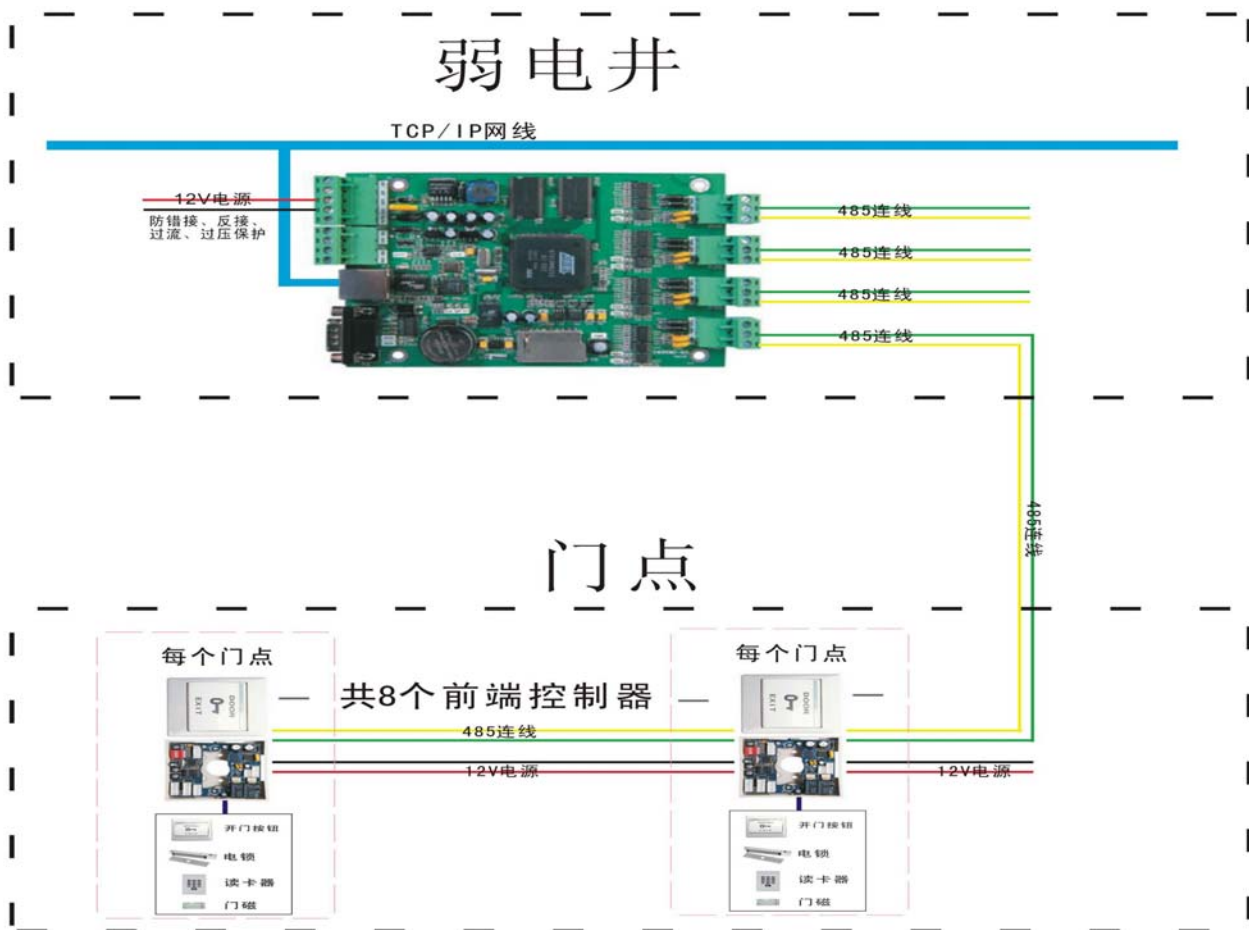 弱电井
TCP/IP网线
12V电源
防错接、反接、
过流、过压保护
485连线
485连线
485连线
485连线
485连线
门点
每个门点
每个门点
DOOR
EXIT
共8个前端控制器
DOOR
EXIT
485连线
12V电源
12V电源
开门按钮
电锁
读卡器
门磁
开门按钮
电锁
读卡器
门磁